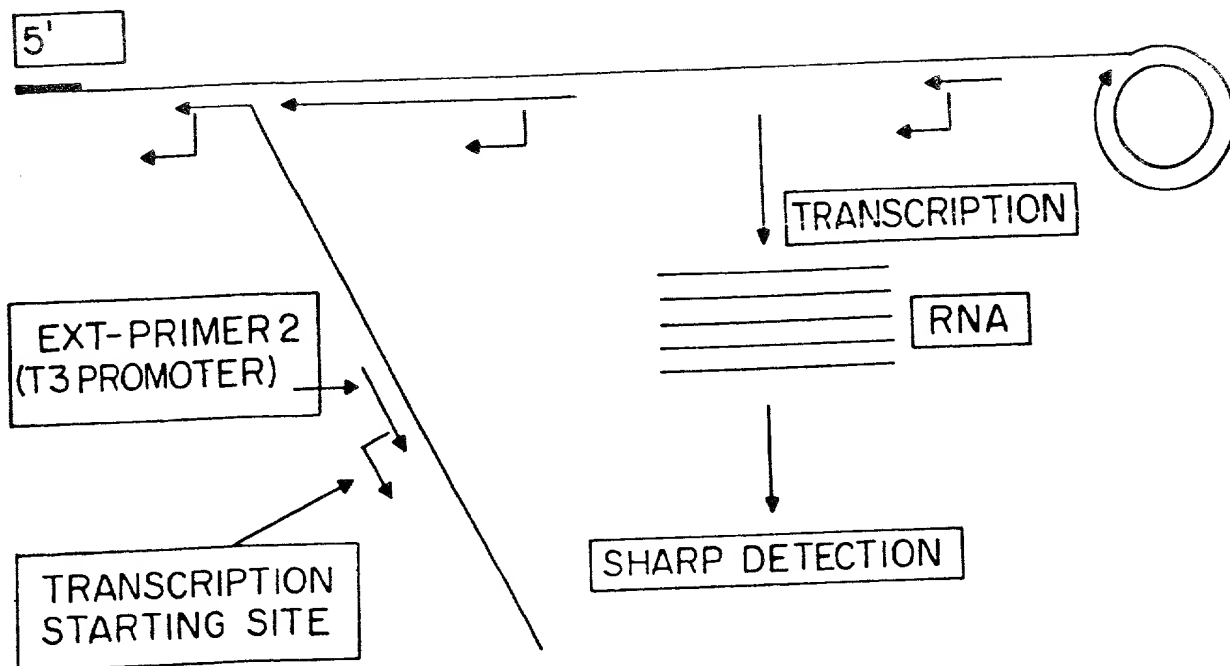 5'
TRANSCRIPTION
RNA
EXT-PRIMER 2
(T3 PROMOTER)
SHARP DETECTION
TRANSCRIPTION
STARTING SITE